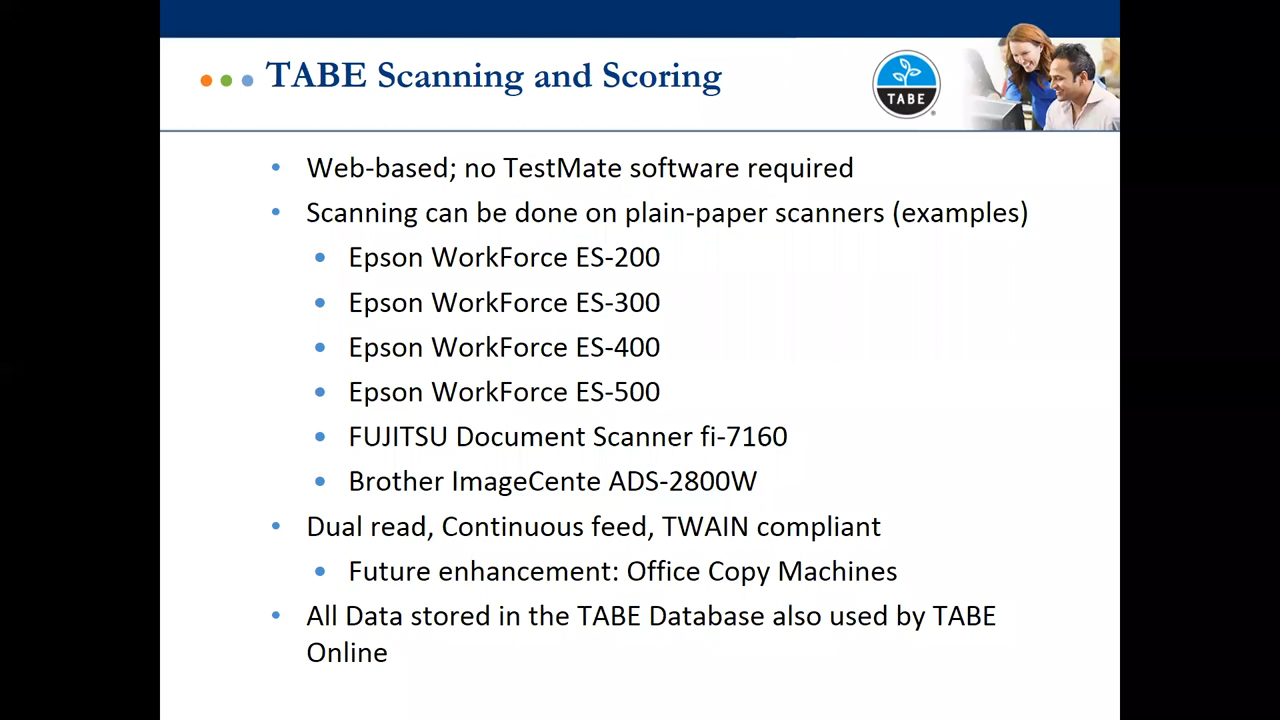 TABE Scanning and Scoring
TABE
®
• Web-based; no TestMate software required
• Scanning can be done on plain-paper scanners (examples)
• Epson WorkForce ES-200
• Epson WorkForce ES-300
• Epson WorkForce ES-400
• Epson WorkForce ES-500
• FUJITSU Document Scanner fi-7160
• Brother ImageCente ADS-2800W
• Dual read, Continuous feed, TWAIN compliant
• Future enhancement: Office Copy Machines
• All Data stored in the TABE Database also used by TABE
Online